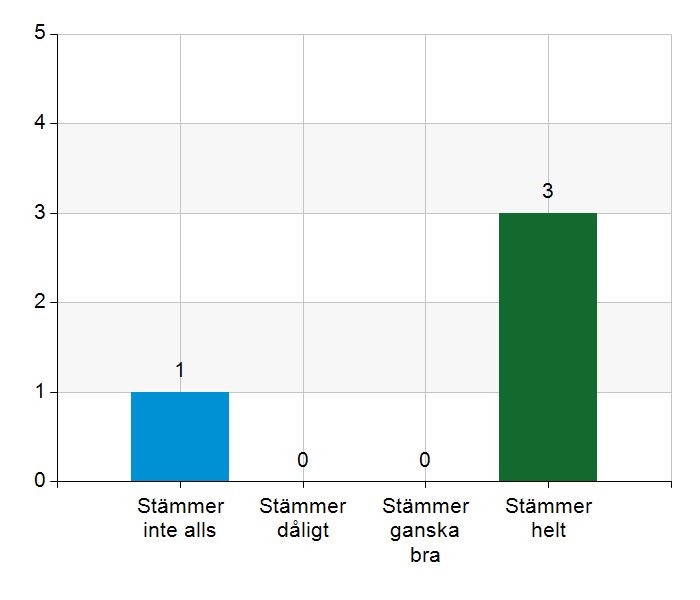 5
4
3
2
1
0
1
0
0
3
Stämmer
inte alls
Stämmer
dåligt
Stämmer
ganska
bra
Stämmer
helt